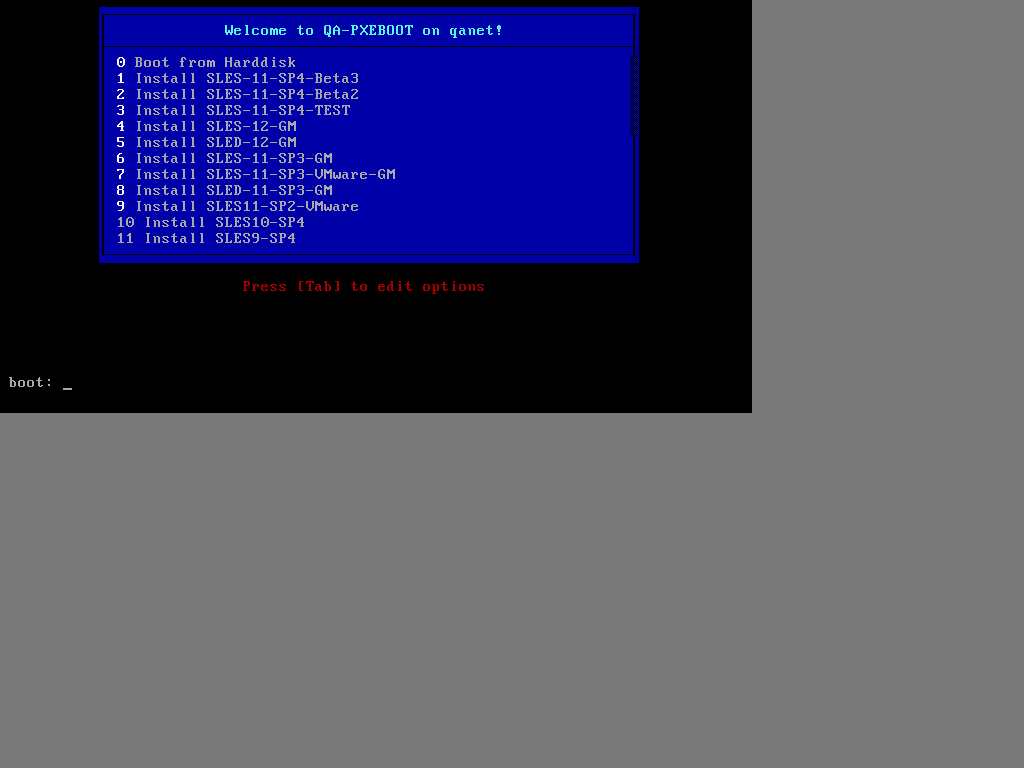 Welcome to QA-PXEBOOT on qanet!
0 Boot from Harddisk
1 Install SLES-11-SP4-Beta3
2 Install SLES-11-SP4-Beta2
3 Install SLES-11-SP4-TEST
4 Install SLES-12-GM
5 Install SLED-12-GM
6 Install SLES-11-SP3-GM
7 Install SLES-11-SP3-VMware-GM
8 Install SLED-11-SP3-GM
9 Install SLES11-SP2-VMware
10 Install SLES10-SP4
11 Install SLES9-SP4
Press [Tab] to edit options
boot: _